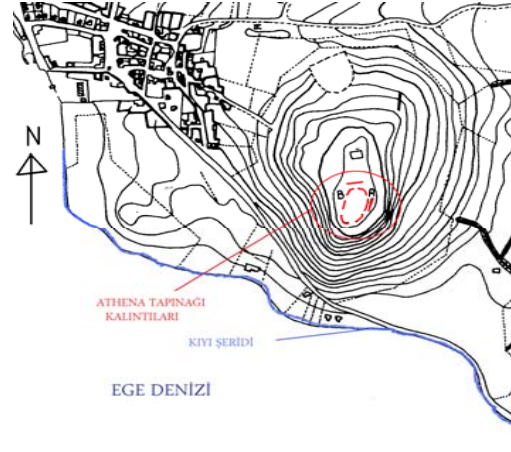 N
B R
ATHENA TAPINAĞI
KALINTILARI
KIYI ŞERİDİ
EGE DENİZİ